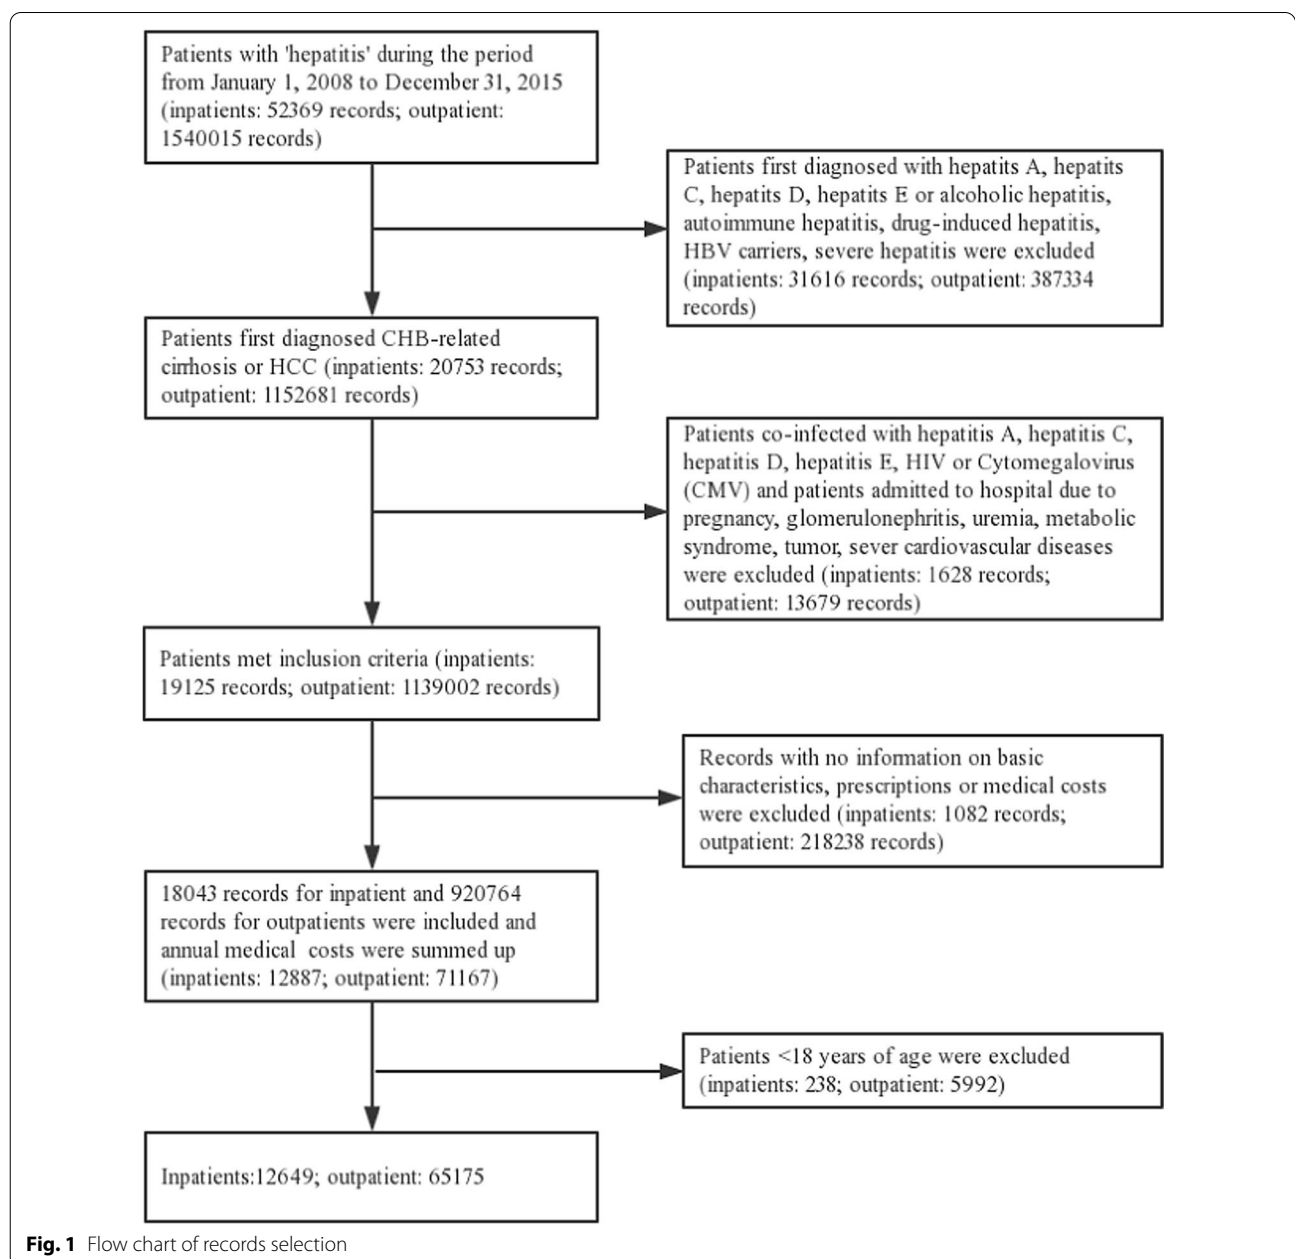 Patients with 'hepatitis' during the period
from January 1, 2008 to December 31, 2015
(inpatients: 52369 records; outpatient:
1540015 records)
Patients first diagnosed with hepatits A, hepatits
C, hepatits D, hepatits E or alcoholic hepatitis,
autoimmune hepatitis, drug-induced hepatitis,
HBV carriers, severe hepatitis were excluded
(inpatients: 31616 records; outpatient: 387334
records)
Patients first diagnosed CHB-related
cirrhosis or HCC (inpatients: 20753 records;
outpatient: 1152681 records)
Patients co-infected with hepatitis A, hepatitis C,
hepatitis D, hepatitis E, HIV or Cytomegalovirus
(CMV) and patients admitted to hospital due to
pregnancy, glomerulonephritis, uremia, metabolic
syndrome, tumor, sever cardiovascular diseases
were excluded (inpatients: 1628 records;
outpatient: 13679 records)
Patients met inclusion criteria (inpatients:
19125 records; outpatient: 1139002 records)
Records with no information on basic
characteristics, prescriptions or medical costs
were excluded (inpatients: 1082 records;
outpatient: 218238 records)
18043 records for inpatient and 920764
records for outpatients were included and
annual medical costs were summed up
(inpatients: 12887; outpatient: 71167)
Patients <18 years of age were excluded
(inpatients: 238; outpatient: 5992)
Inpatients:12649; outpatient: 65175
Fig. 1 Flow chart of records selection